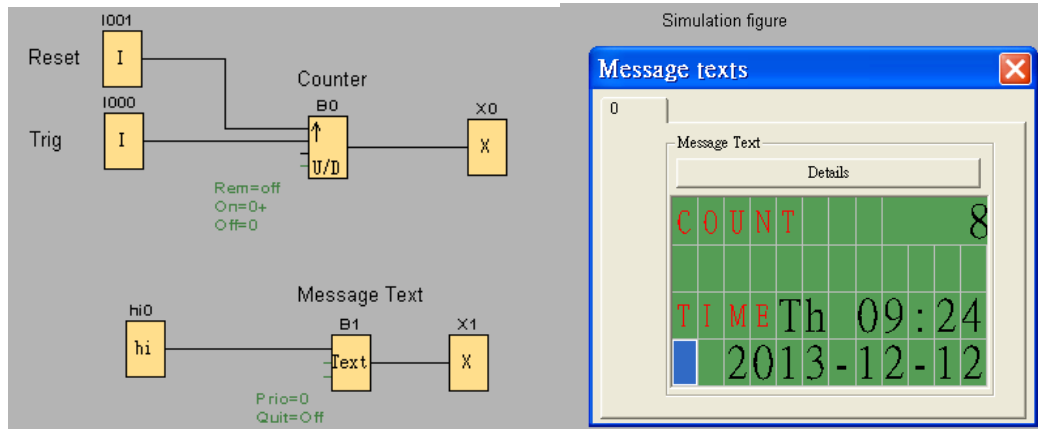 I001
Reset
I
Counter
I000
B0
X0
Trig
I
U/D
X
Rem=off
On=0+
Off=0
Message Text
hi0
B1
X1
hi
Text
X
Prio=0
Quit=Off
Simulation figure
Message texts
0
Message Text
Details
COUNT 8
TIME Th 09:24
2013-12-12